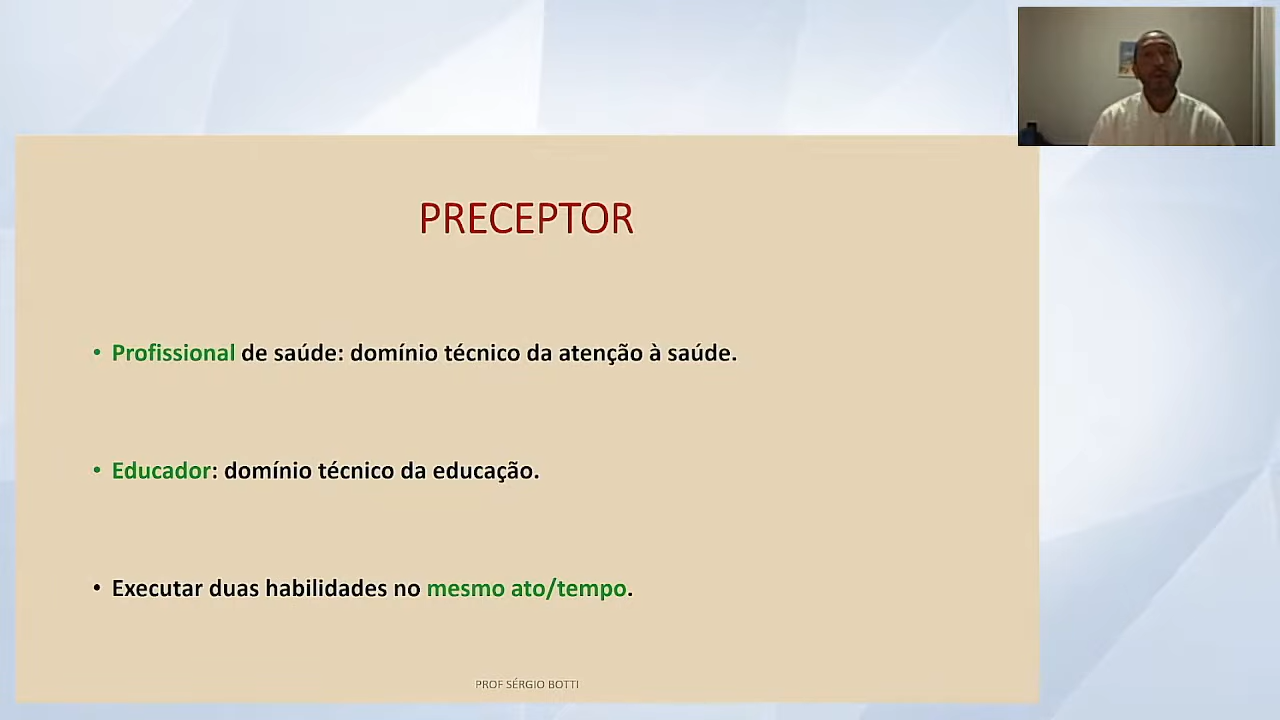 PRECEPTOR
• Profissional de saúde: domínio técnico da atenção à saúde.
• Educador: domínio técnico da educação.
• Executar duas habilidades no mesmo ato/tempo.
PROF SÉRGIO BOTTI